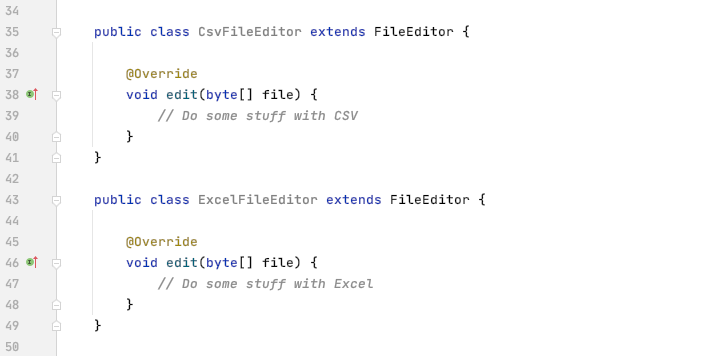 34
35 public class CsvFileEditor extends FileEditor {
36
37 @Override
38 void edit(byte[] file) {
39 // Do some stuff with CSV
40 }
41 }
42
43 public class ExcelFileEditor extends FileEditor {
44
45 @Override
46 void edit(byte[] file) {
47 // Do some stuff with Excel
48 }
49 }
50